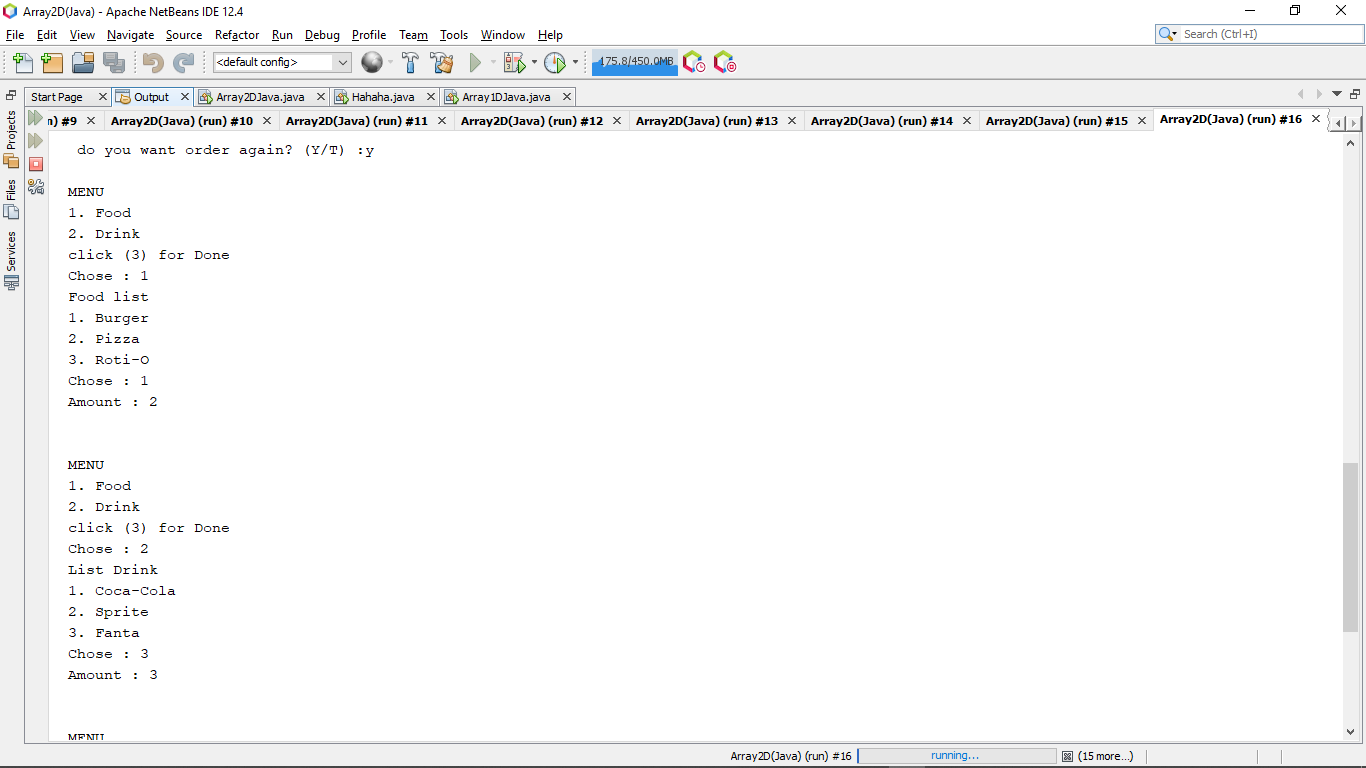 Array2D(Java) - Apache NetBeans IDE 12.4
File Edit View Navigate Source Refactor Run Debug Profile Team Tools Window Help
Search (Ctrl+I)
<default config>
475.8/450.0MB
Start Page Output Array2DJava.java Hahaha.java Array1DJava.java
n) #9 Array2D(Java) (run) #10 Array2D(Java) (run) #11 Array2D(Java) (run) #12 Array2D(Java) (run) #13 Array2D(Java) (run) #14 Array2D(Java) (run) #15 Array2D(Java) (run) #16
Projects
Files
Services
do you want order again? (Y/T) :y
MENU
1. Food
2. Drink
click (3) for Done
Chose : 1
Food list
1. Burger
2. Pizza
3. Roti-O
Chose : 1
Amount : 2
MENU
1. Food
2. Drink
click (3) for Done
Chose : 2
List Drink
1. Coca-Cola
2. Sprite
3. Fanta
Chose : 3
Amount : 3
MENU
Array2D(Java) (run) #16 running... (15 more...)